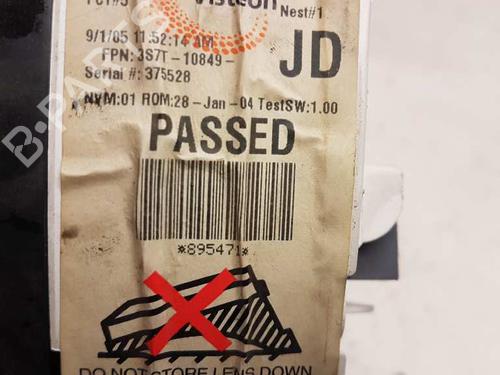 Visteon
Nest#1
9/1/05 11:52:14 AM
FPN: 3S7T-10849-
JD
Serial #: 375528
NVM:01 ROM:28-Jan-04 TestSW:1.00
PASSED
*895471*
DO NOT STORE LENS DOWN
B-PARTS